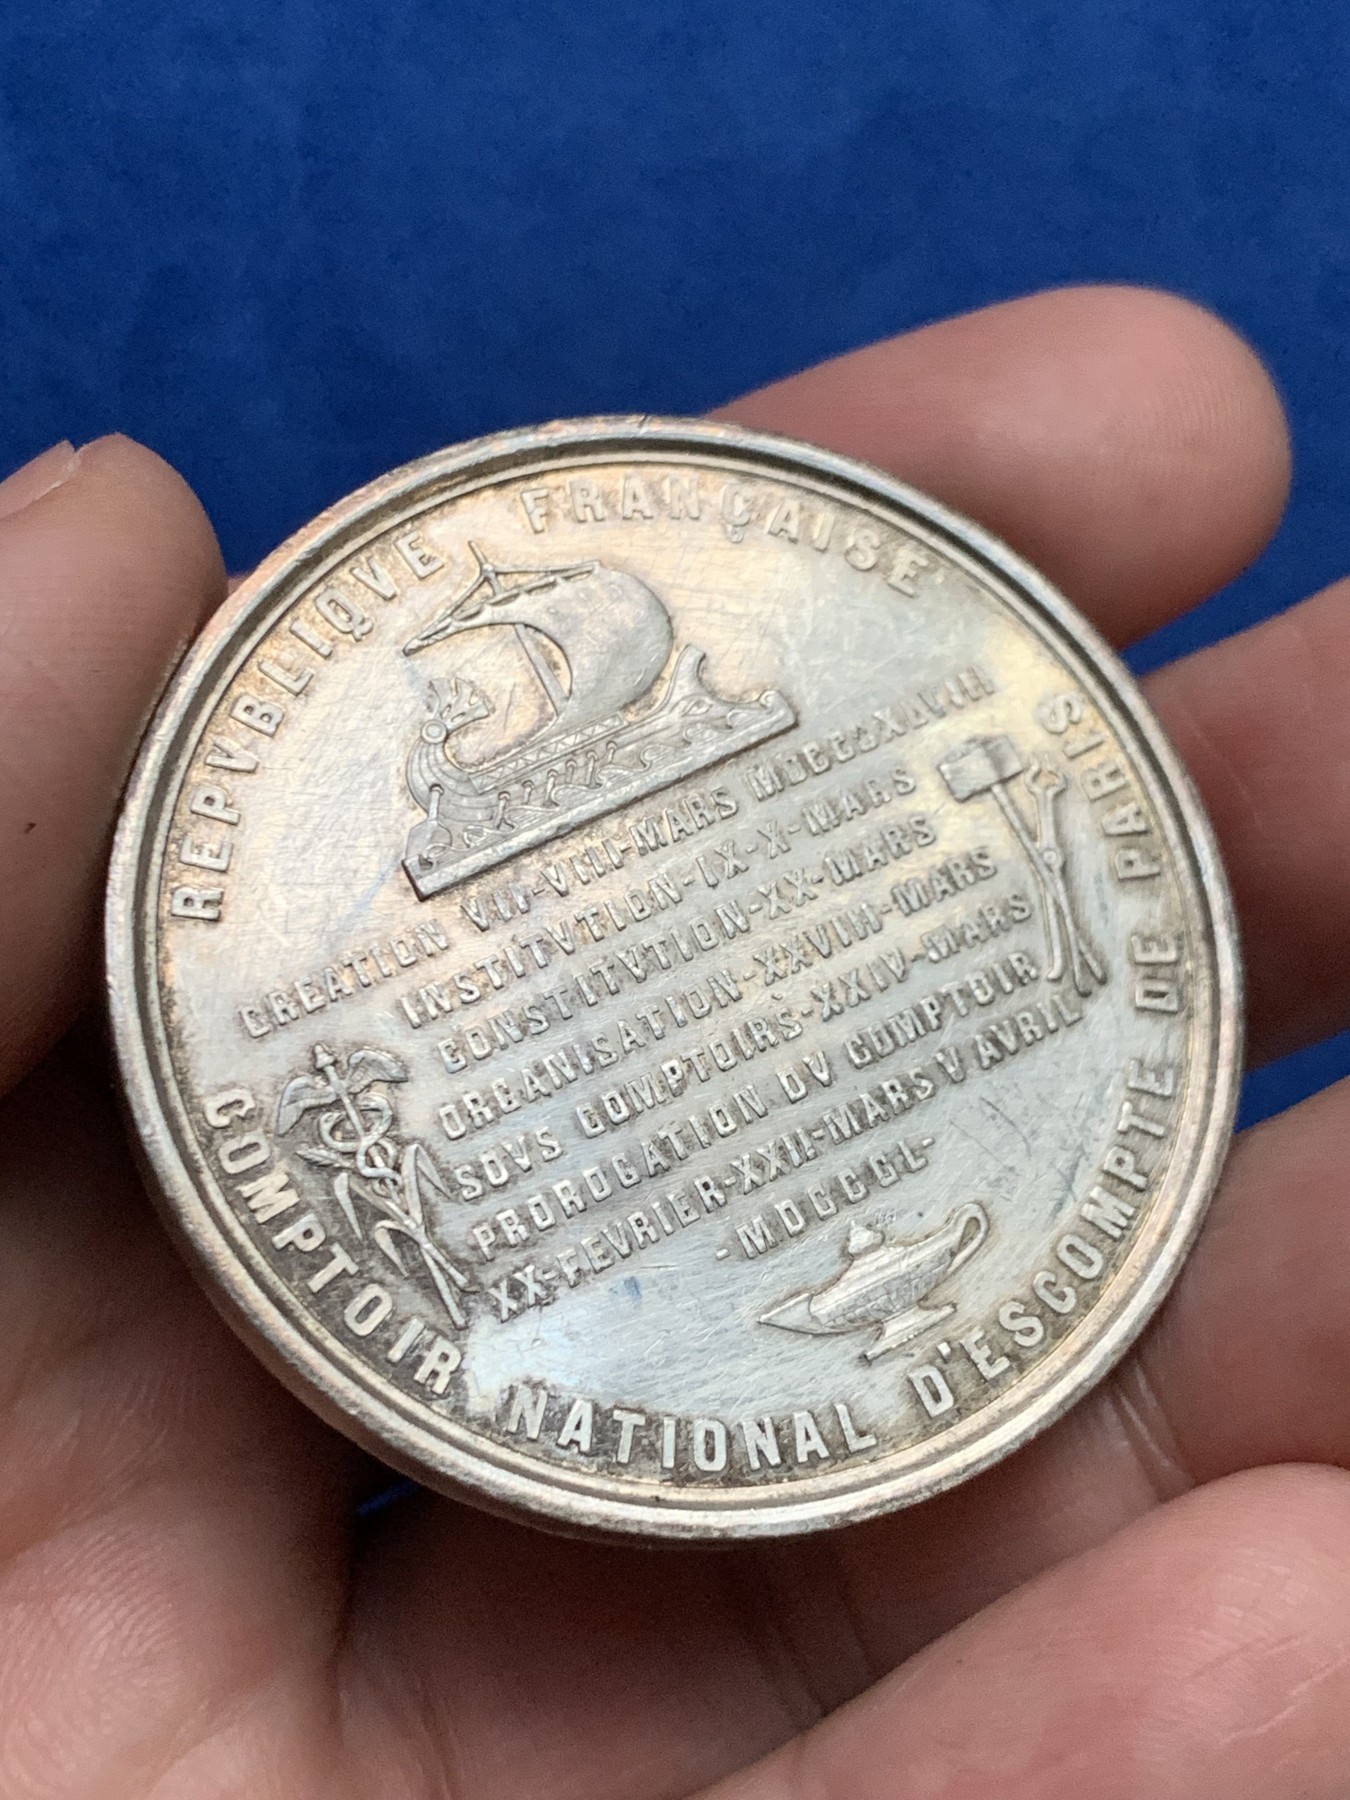 REPVBLIQVE FRANÇAISE
CREATION VII-VIII-MARS MDCCCXLVIII
INSTITVTION-IX-X-MARS
CONSTITVTION-XX-MARS
ORGANISATION-XXVIII-MARS
SOVS COMPTOIRS-XXIV-MARS
PROROGATION DV COMPTOIR
XX-FEVRIER-XXII-MARS V AVRIL
-MDCCCL-
COMPTOIR NATIONAL D'ESCOMPTE DE PARIS